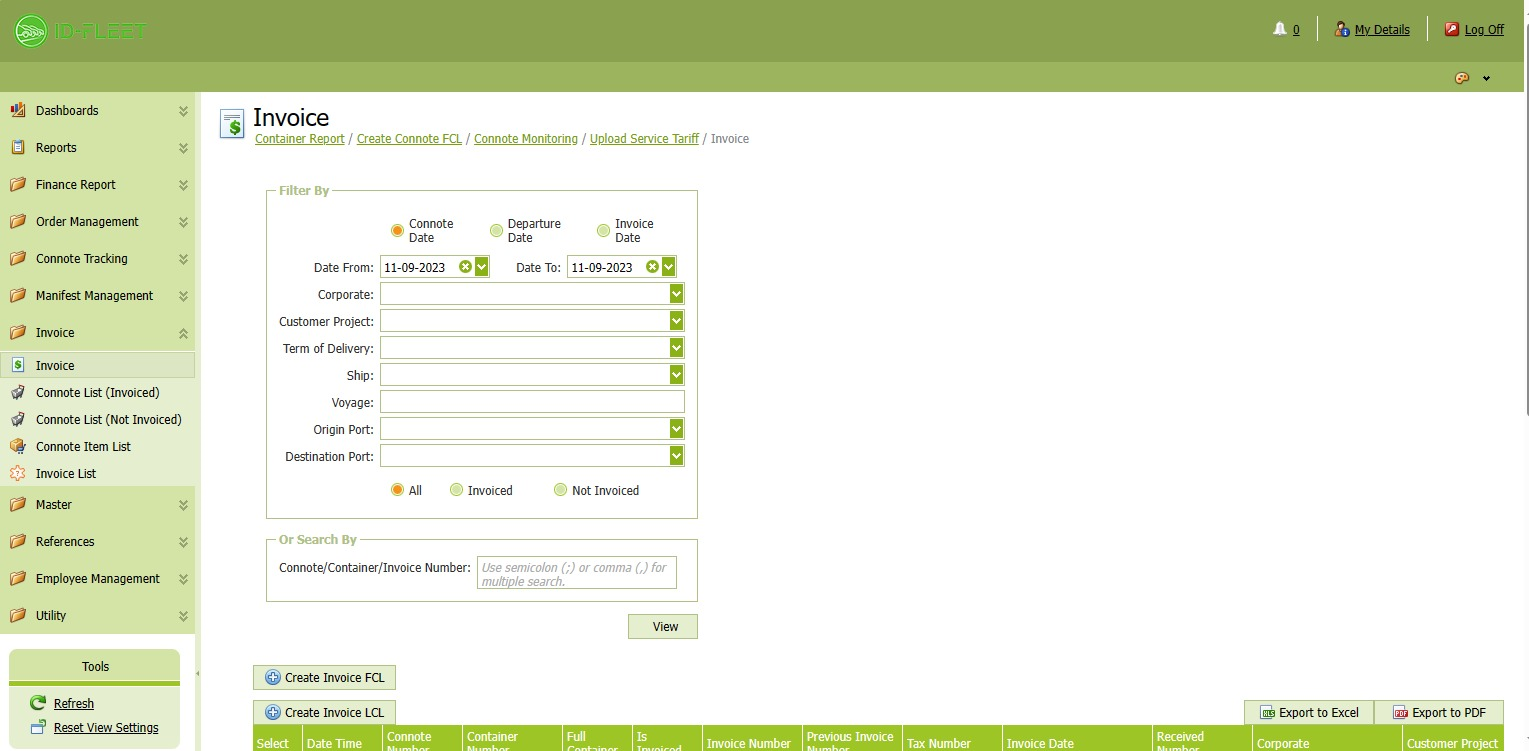 ID-FLEET
0
My Details
Log Off
Dashboards
Reports
Finance Report
Order Management
Connote Tracking
Manifest Management
Invoice
Invoice
Connote List (Invoiced)
Connote List (Not Invoiced)
Connote Item List
Invoice List
Master
References
Employee Management
Utility
Tools
Refresh
Reset View Settings
Invoice
Container Report / Create Connote FCL / Connote Monitoring / Upload Service Tariff / Invoice
Filter By
Connote Date
Departure Date
Invoice Date
Date From: 11-09-2023 Date To: 11-09-2023
Corporate:
Customer Project:
Term of Delivery:
Ship:
Voyage:
Origin Port:
Destination Port:
All Invoiced Not Invoiced
Or Search By
Connote/Container/Invoice Number: Use semicolon (;) or comma (,) for
multiple search.
View
Create Invoice FCL
Create Invoice LCL
Export to Excel
Export to PDF
Select
Date Time
Connote Number
Container Number
Full Container
Is Invoiced
Invoice Number
Previous Invoice Number
Tax Number
Invoice Date
Received Number
Corporate
Customer Project